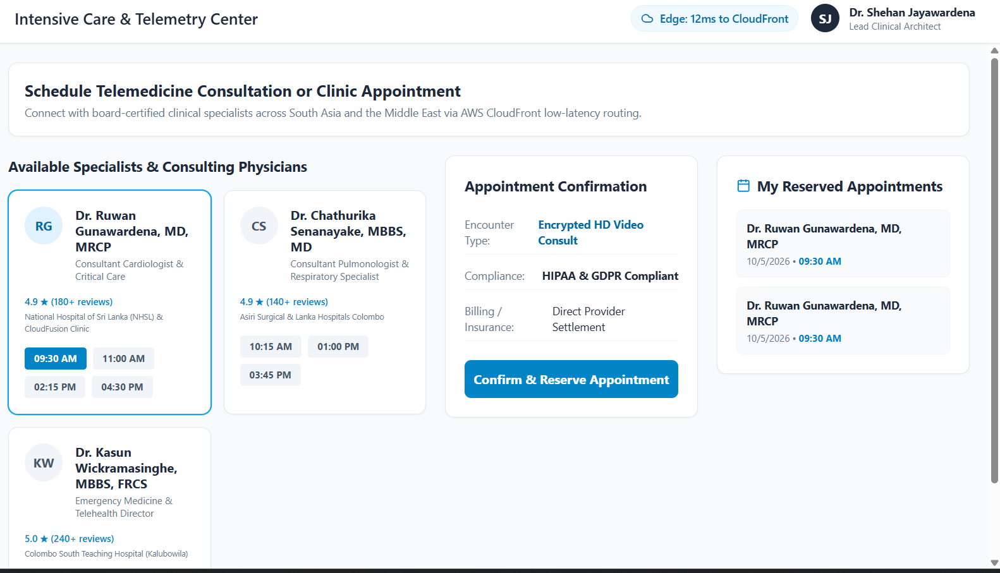 Intensive Care & Telemetry Center
Edge: 12ms to CloudFront
SJ
Dr. Shehan Jayawardena
Lead Clinical Architect
Schedule Telemedicine Consultation or Clinic Appointment
Connect with board-certified clinical specialists across South Asia and the Middle East via AWS CloudFront low-latency routing.
Available Specialists & Consulting Physicians
RG
Dr. Ruwan
Gunawardena, MD,
MRCP
Consultant Cardiologist &
Critical Care
4.9 ★ (180+ reviews)
National Hospital of Sri Lanka (NHSL) &
CloudFusion Clinic
09:30 AM
11:00 AM
02:15 PM
04:30 PM
CS
Dr. Chathurika
Senanayake, MBBS,
MD
Consultant Pulmonologist &
Respiratory Specialist
4.9 ★ (140+ reviews)
Asiri Surgical & Lanka Hospitals Colombo
10:15 AM
01:00 PM
03:45 PM
KW
Dr. Kasun
Wickramasinghe,
MBBS, FRCS
Emergency Medicine &
Telehealth Director
5.0 ★ (240+ reviews)
Colombo South Teaching Hospital (Kalubowila)
Appointment Confirmation
Encounter
Type:
Encrypted HD Video
Consult
Compliance:
HIPAA & GDPR Compliant
Billing /
Insurance:
Direct Provider
Settlement
Confirm & Reserve Appointment
My Reserved Appointments
Dr. Ruwan Gunawardena, MD,
MRCP
10/5/2026 • 09:30 AM
Dr. Ruwan Gunawardena, MD,
MRCP
10/5/2026 • 09:30 AM